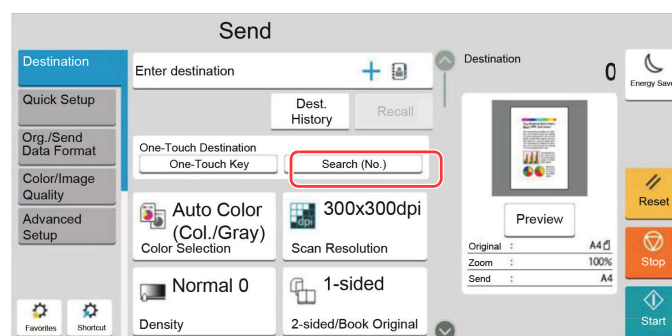 Send
Destination
Quick Setup
Org./Send
Data Format
Color/Image
Quality
Advanced
Setup
Favorites
Shortcut
Enter destination
Dest.
History
Recall
One-Touch Destination
One-Touch Key
Search (No.)
Auto Color
(Col./Gray)
Color Selection
300x300dpi
dpi
Scan Resolution
Normal 0
Density
1-sided
2-sided/Book Original
Destination
0
Preview
Original : A4
Zoom : 100%
Send : A4
Energy Save
Reset
Stop
Start